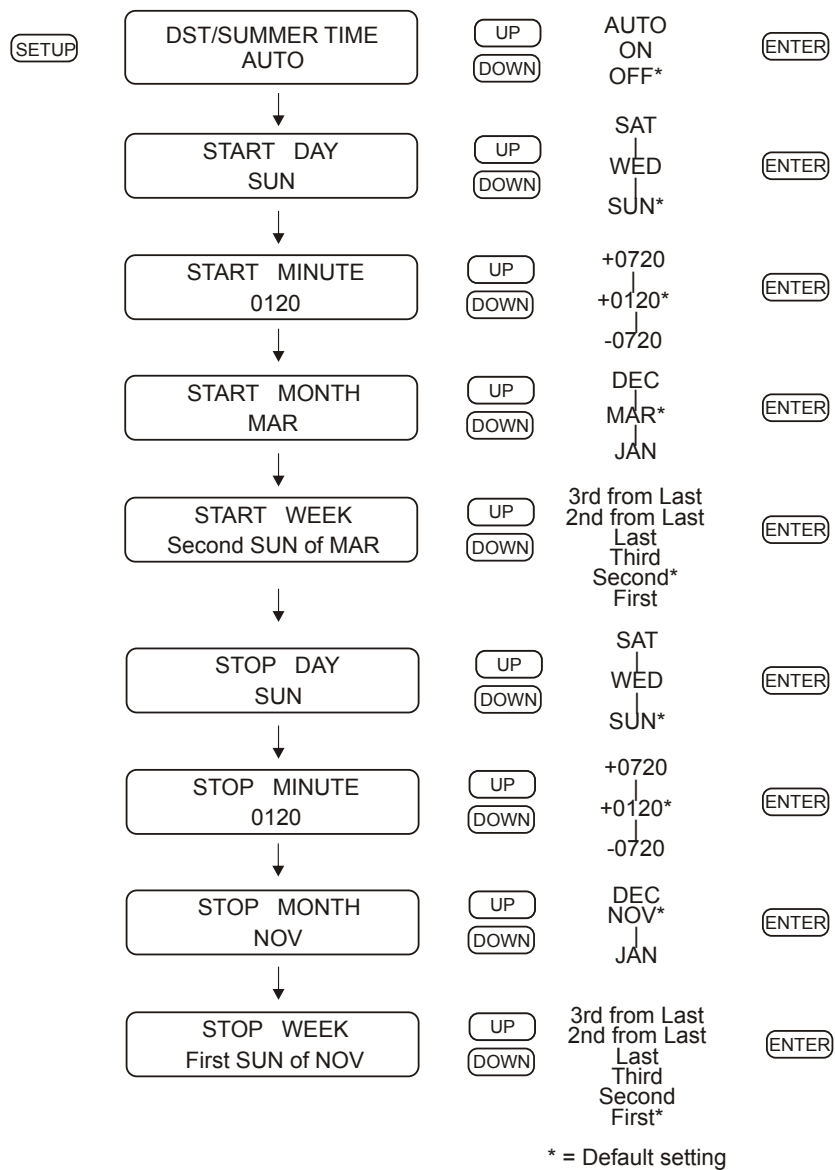 SETUP
DST/SUMMER TIME
AUTO
UP
DOWN
AUTO
ON
OFF*
ENTER
START DAY
SUN
UP
DOWN
SAT
WED
SUN*
ENTER
START MINUTE
0120
UP
DOWN
+0720
+0120*
-0720
ENTER
START MONTH
MAR
UP
DOWN
DEC
MAR*
JAN
ENTER
START WEEK
Second SUN of MAR
UP
DOWN
3rd from Last
2nd from Last
Last
Third
Second*
First
ENTER
STOP DAY
SUN
UP
DOWN
SAT
WED
SUN*
ENTER
STOP MINUTE
0120
UP
DOWN
+0720
+0120*
-0720
ENTER
STOP MONTH
NOV
UP
DOWN
DEC
NOV*
JAN
ENTER
STOP WEEK
First SUN of NOV
UP
DOWN
3rd from Last
2nd from Last
Last
Third
Second
First*
ENTER
* = Default setting